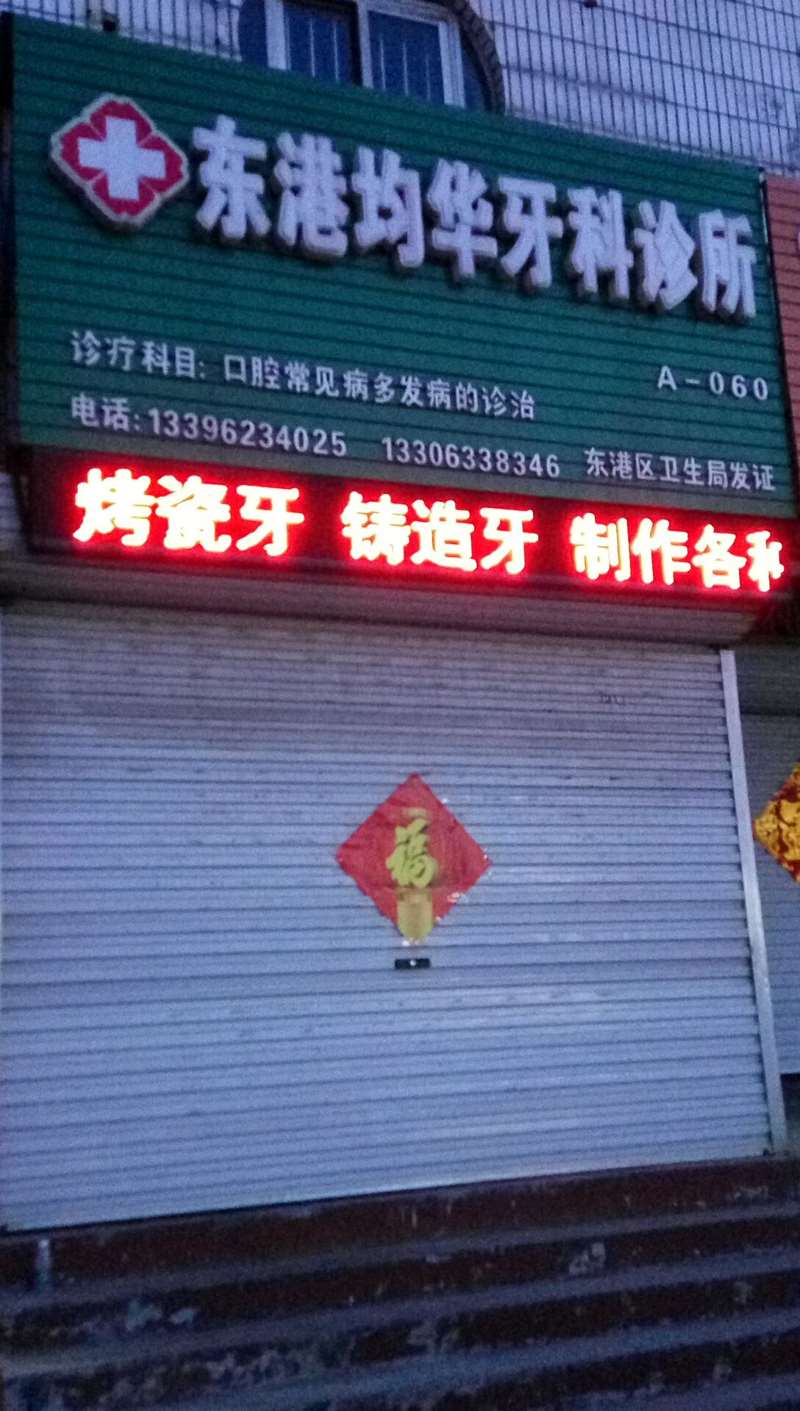 东港均华牙科诊所
诊疗科目: 口腔常见病多发病的诊治
A-060
电话:13396234025 13306338346 东港区卫生局发证
烤瓷牙 铸造牙 制作各种
福